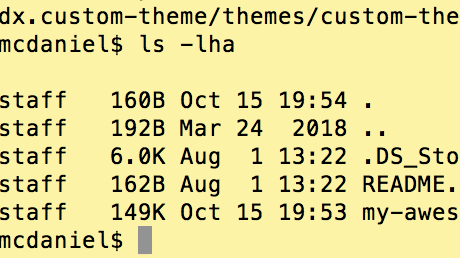 dx.custom-theme/themes/custom-the
mcdaniel$ ls -lha
staff 160B Oct 15 19:54 .
staff 192B Mar 24 2018 ..
staff 6.0K Aug 1 13:22 .DS_Sto
staff 162B Aug 1 13:22 README.
staff 149K Oct 15 19:53 my-awes
mcdaniel$